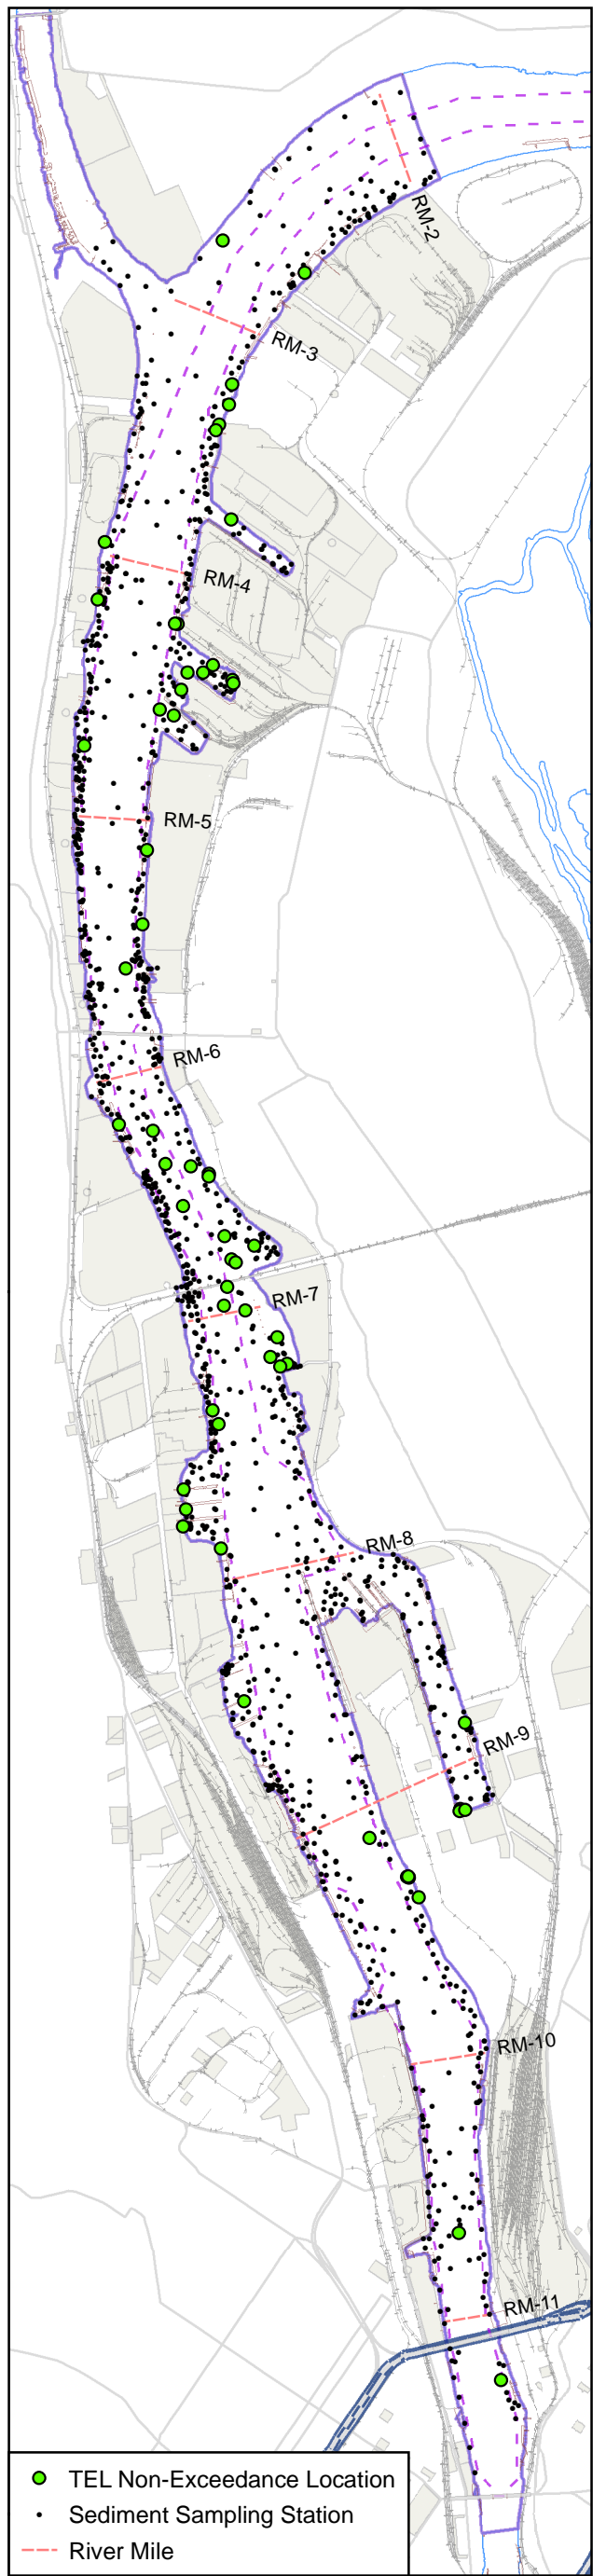 RM-2
RM-3
RM-4
RM-5
RM-6
RM-7
RM-8
RM-9
RM-10
RM-11
TEL Non-Exceedance Location
Sediment Sampling Station
River Mile